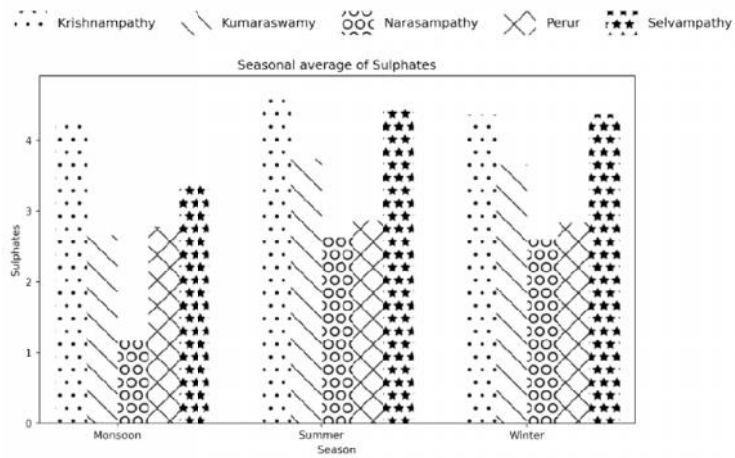 Krishnampathy Kumaraswamy Narasampathy Perur Selvampathy
Seasonal average of Sulphates
4
3
2
1
0
Sulphates
Monsoon Summer Winter
Season